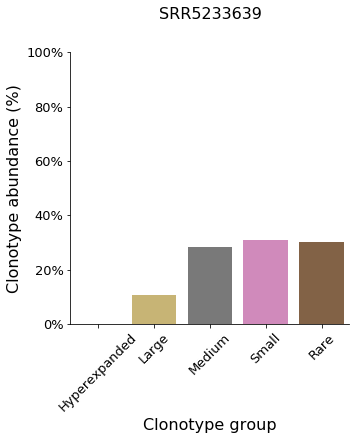 SRR5233639
100%
80%
60%
40%
20%
0%
Clonotype abundance (%)
Hyperexpanded
Large
Medium
Small
Rare
Clonotype group